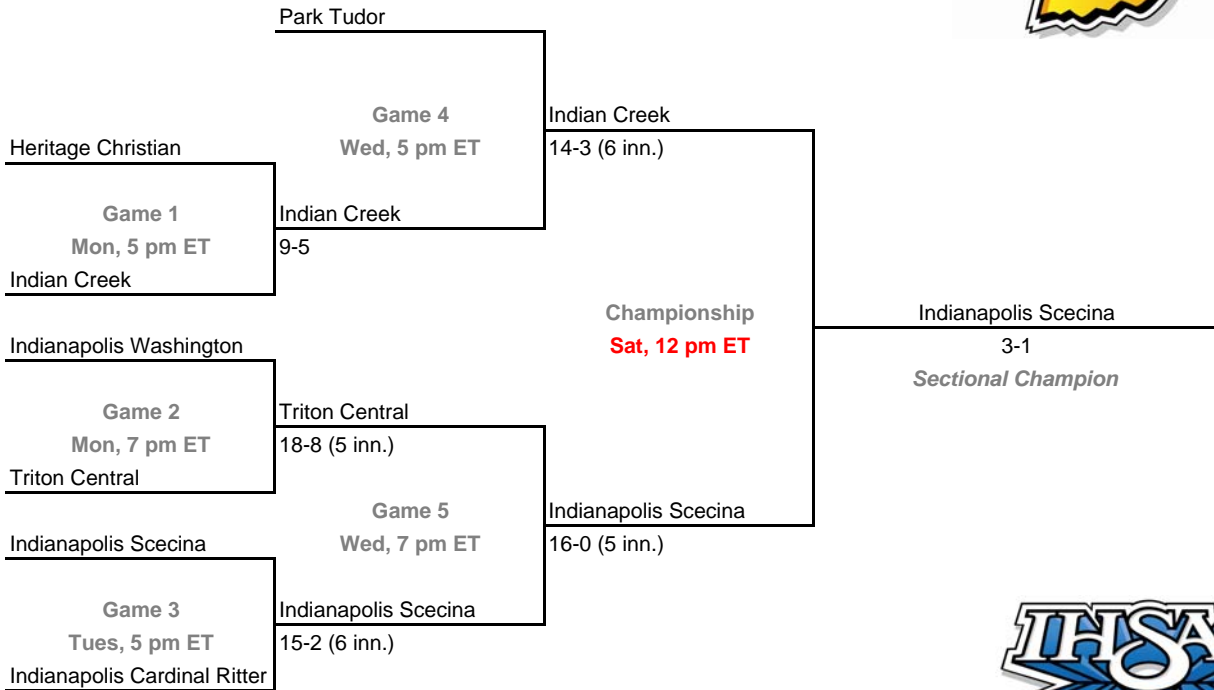 Park Tudor
Game 4
Wed, 5 pm ET
Indian Creek
14-3 (6 inn.)
Heritage Christian
Game 1
Mon, 5 pm ET
Indian Creek
9-5
Indian Creek
Championship
Sat, 12 pm ET
Indianapolis Scecina
3-1
Sectional Champion
Indianapolis Washington
Game 2
Mon, 7 pm ET
Triton Central
18-8 (5 inn.)
Triton Central
Game 5
Wed, 7 pm ET
Indianapolis Scecina
16-0 (5 inn.)
Indianapolis Scecina
Game 3
Tues, 5 pm ET
Indianapolis Scecina
15-2 (6 inn.)
Indianapolis Cardinal Ritter
IHSA